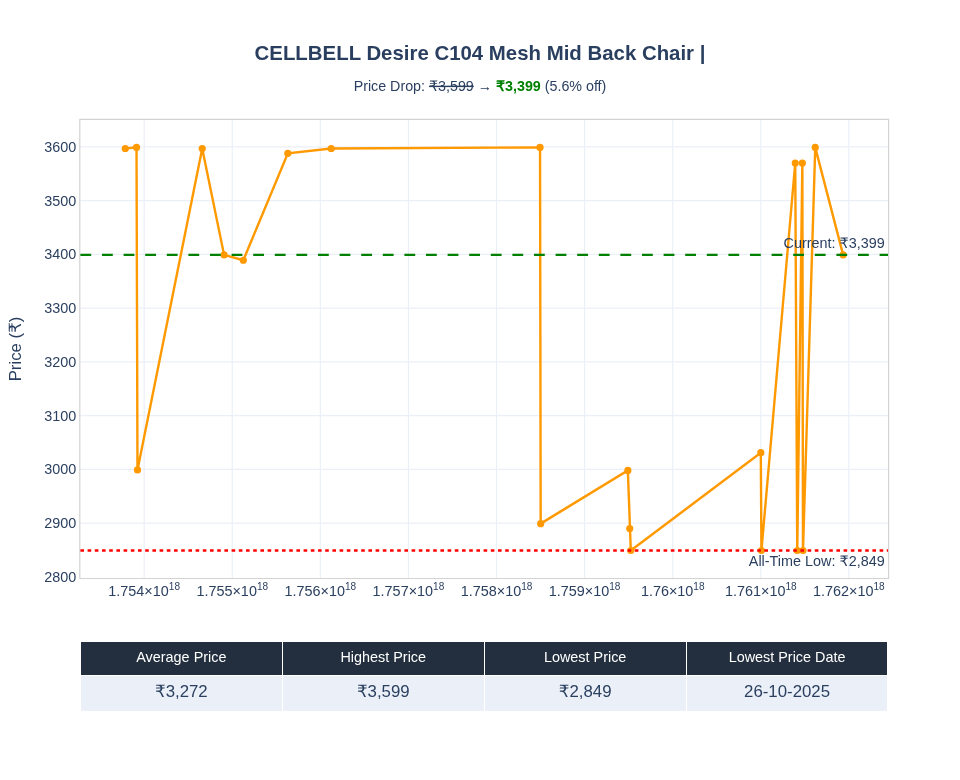 CELLBELL Desire C104 Mesh Mid Back Chair |
Price Drop: ₹3,599 → ₹3,399 (5.6% off)
Price (₹)
3600
3500
3400
3300
3200
3100
3000
2900
2800
Current: ₹3,399
All-Time Low: ₹2,849
1.754×10¹⁸ 1.755×10¹⁸ 1.756×10¹⁸ 1.757×10¹⁸ 1.758×10¹⁸ 1.759×10¹⁸ 1.76×10¹⁸ 1.761×10¹⁸ 1.762×10¹⁸
Average Price Highest Price Lowest Price Lowest Price Date
₹3,272 ₹3,599 ₹2,849 26-10-2025